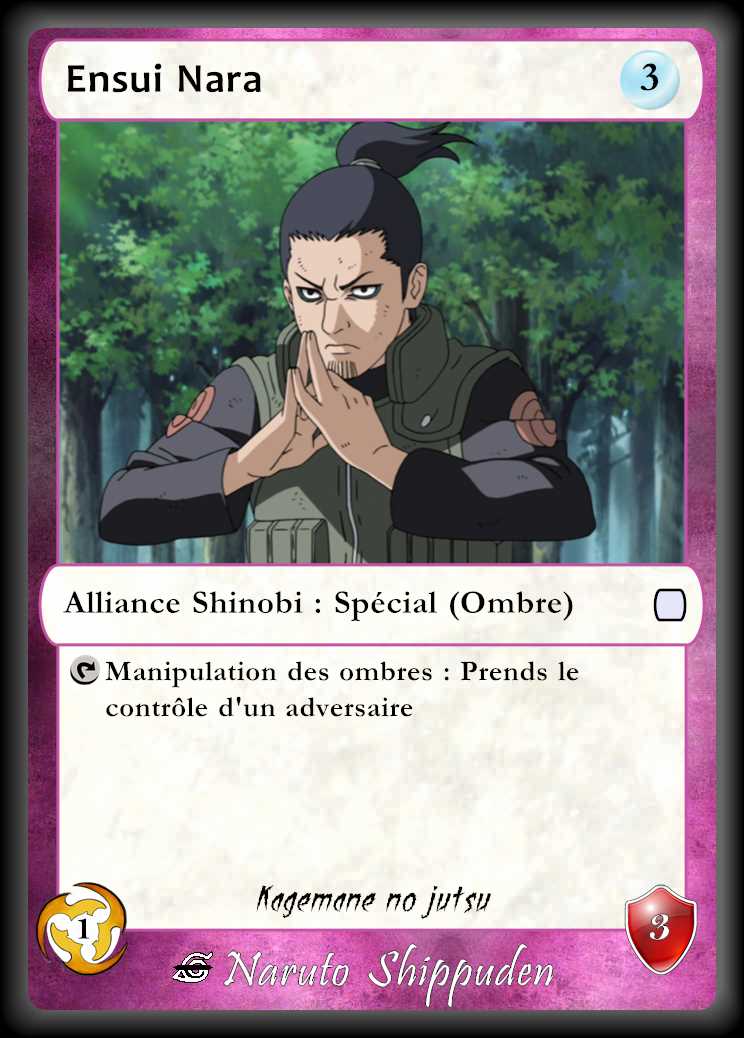 Ensui Nara
3
Alliance Shinobi : Spécial (Ombre)
Manipulation des ombres : Prends le
contrôle d'un adversaire
Kagemane no jutsu
1
3
Naruto Shippuden